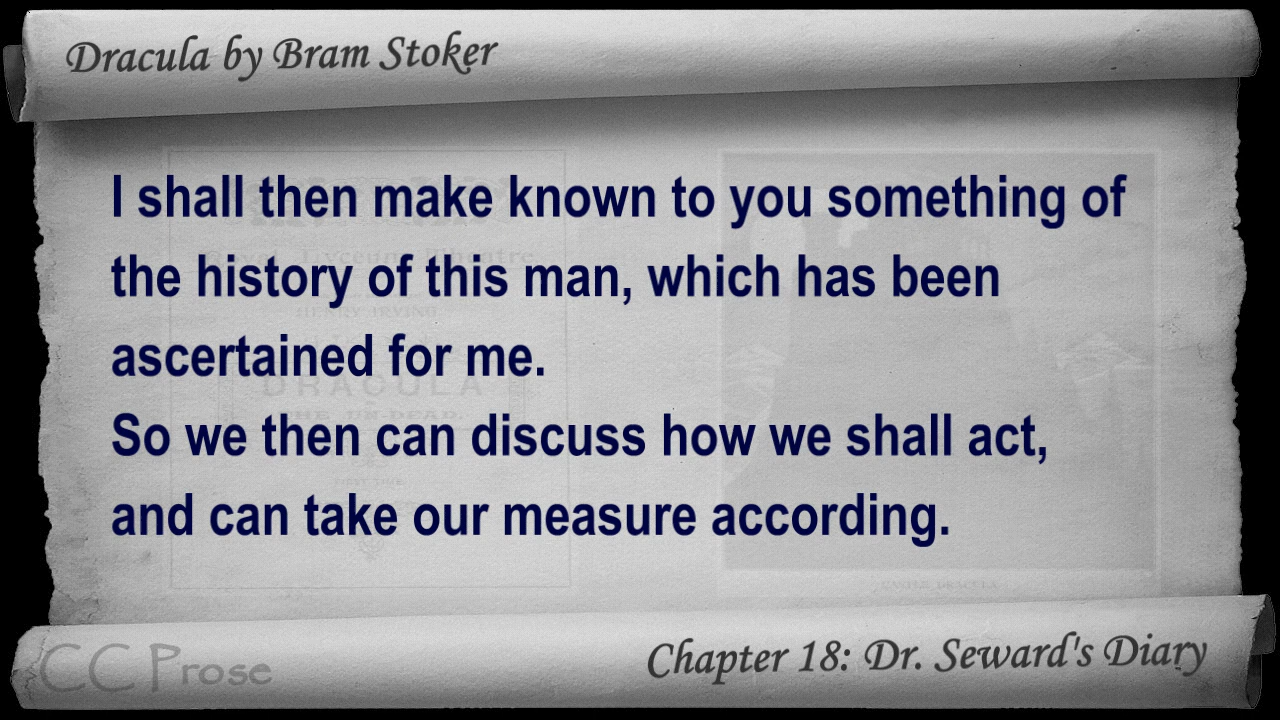 Dracula by Bram Stoker
I shall then make known to you something of
the history of this man, which has been
ascertained for me.
So we then can discuss how we shall act,
and can take our measure according.
CC Prose
Chapter 18: Dr. Seward's Diary